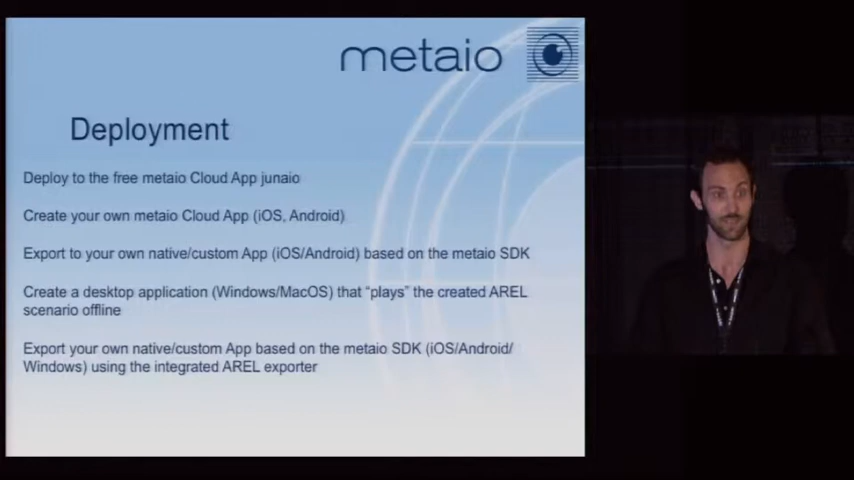 metaio
Deployment
Deploy to the free metaio Cloud App junaio
Create your own metaio Cloud App (iOS, Android)
Export to your own native/custom App (iOS/Android) based on the metaio SDK
Create a desktop application (Windows/MacOS) that “plays” the created AREL
scenario offline
Export your own native/custom App based on the metaio SDK (iOS/Android/
Windows) using the integrated AREL exporter